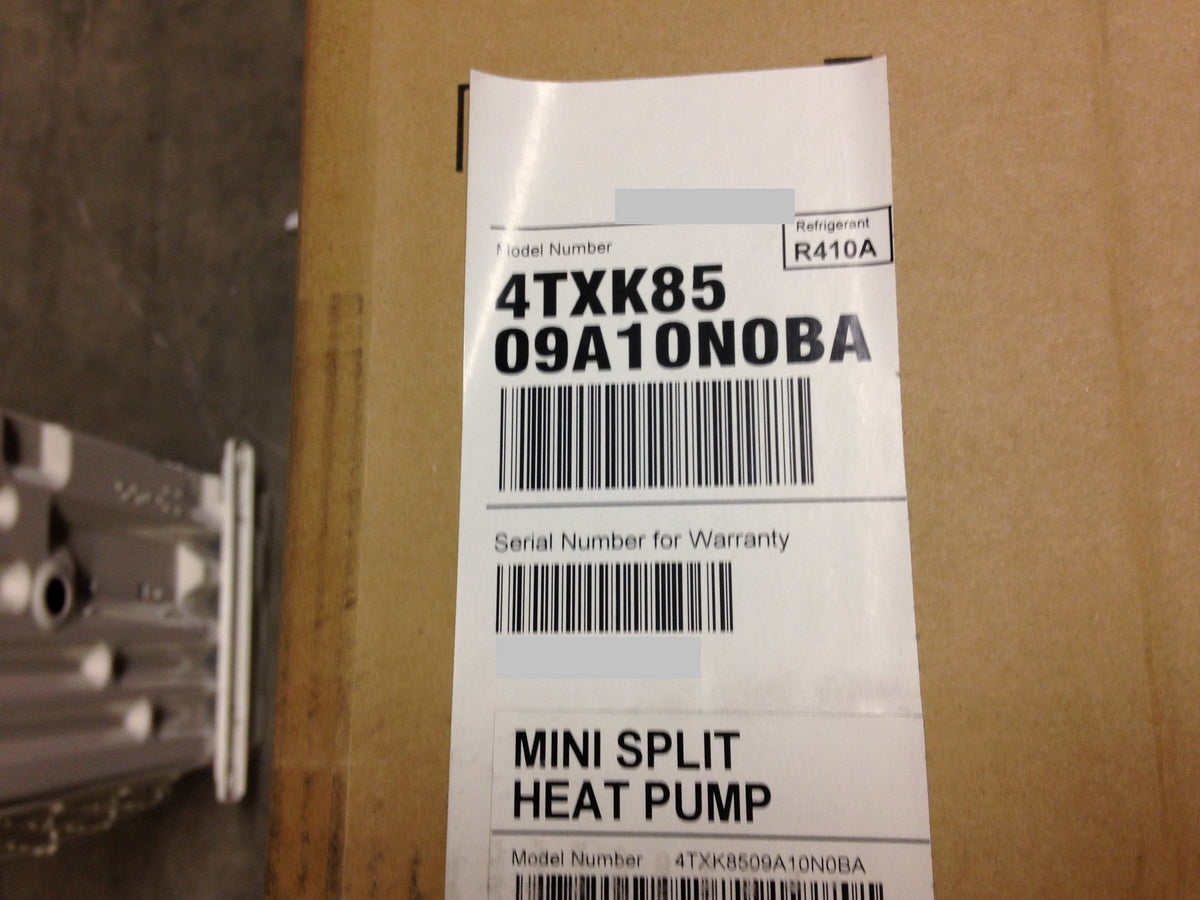 Refrigerant
R410A
Model Number
4TXK85
09A10N0BA
Serial Number for Warranty
MINI SPLIT
HEAT PUMP
Model Number 4TXK8509A10N0BA